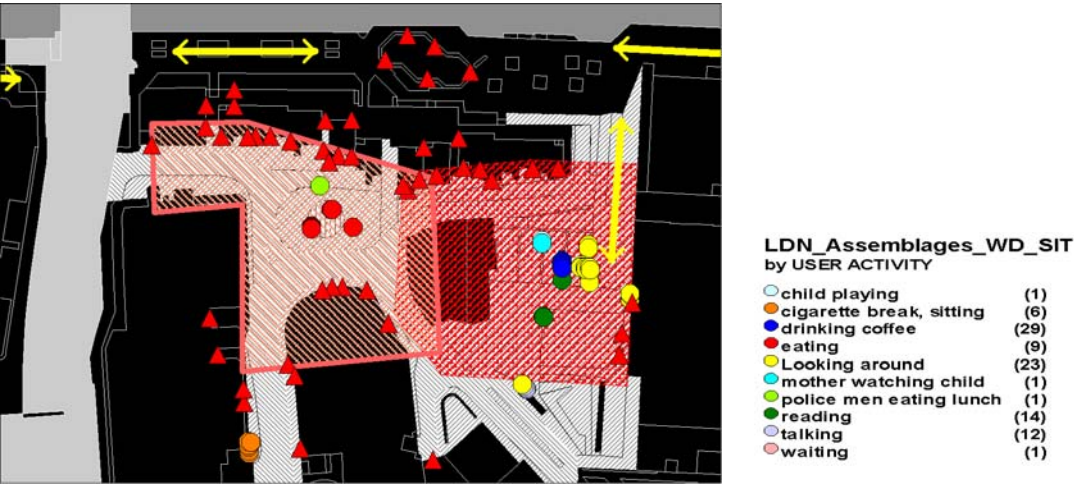 LDN_Assemblages_WD_SIT
by USER ACTIVITY
child playing (1)
cigarette break, sitting (6)
drinking coffee (29)
eating (9)
Looking around (23)
mother watching child (1)
police men eating lunch (1)
reading (14)
talking (12)
waiting (1)